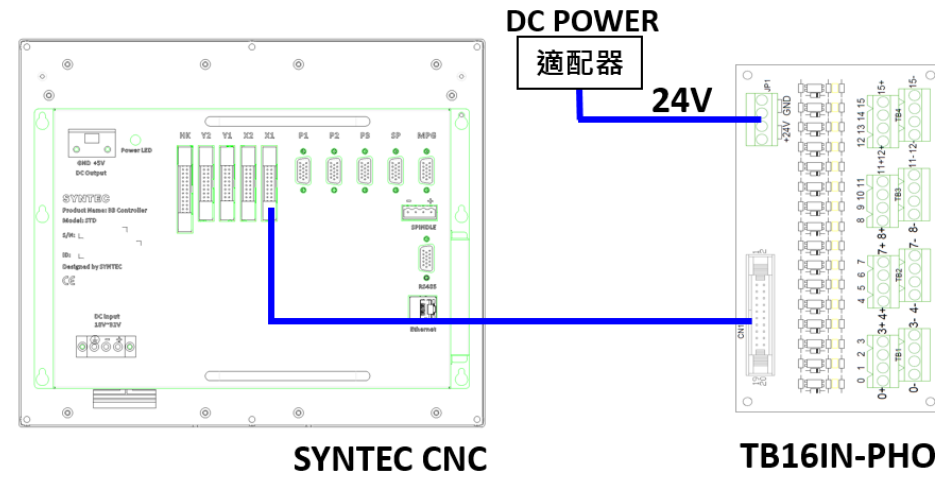 DC POWER
適配器
24V
HK Y2 Y1 X2 X1 P1 P2 P3 SP MPG
Power LED
GND +5V
DC Output
SYNTEC
Product Name: SB Controller
Model: STD
S/N:
ID:
Designed by SYNTEC
CE
DC Input
18V~32V
SPINDLE
RS485
Ethernet
JP1
GND
+24V
CN1
19
20
12 13 14 15
15+
15-
TB4
12+
12-
8 9 10 11
11+
11-
TB3
8+
8-
4 5 6 7
7+
7-
TB2
4+
4-
0 1 2 3
3+
3-
TB1
0+
0-
SYNTEC CNC
TB16IN-PHO